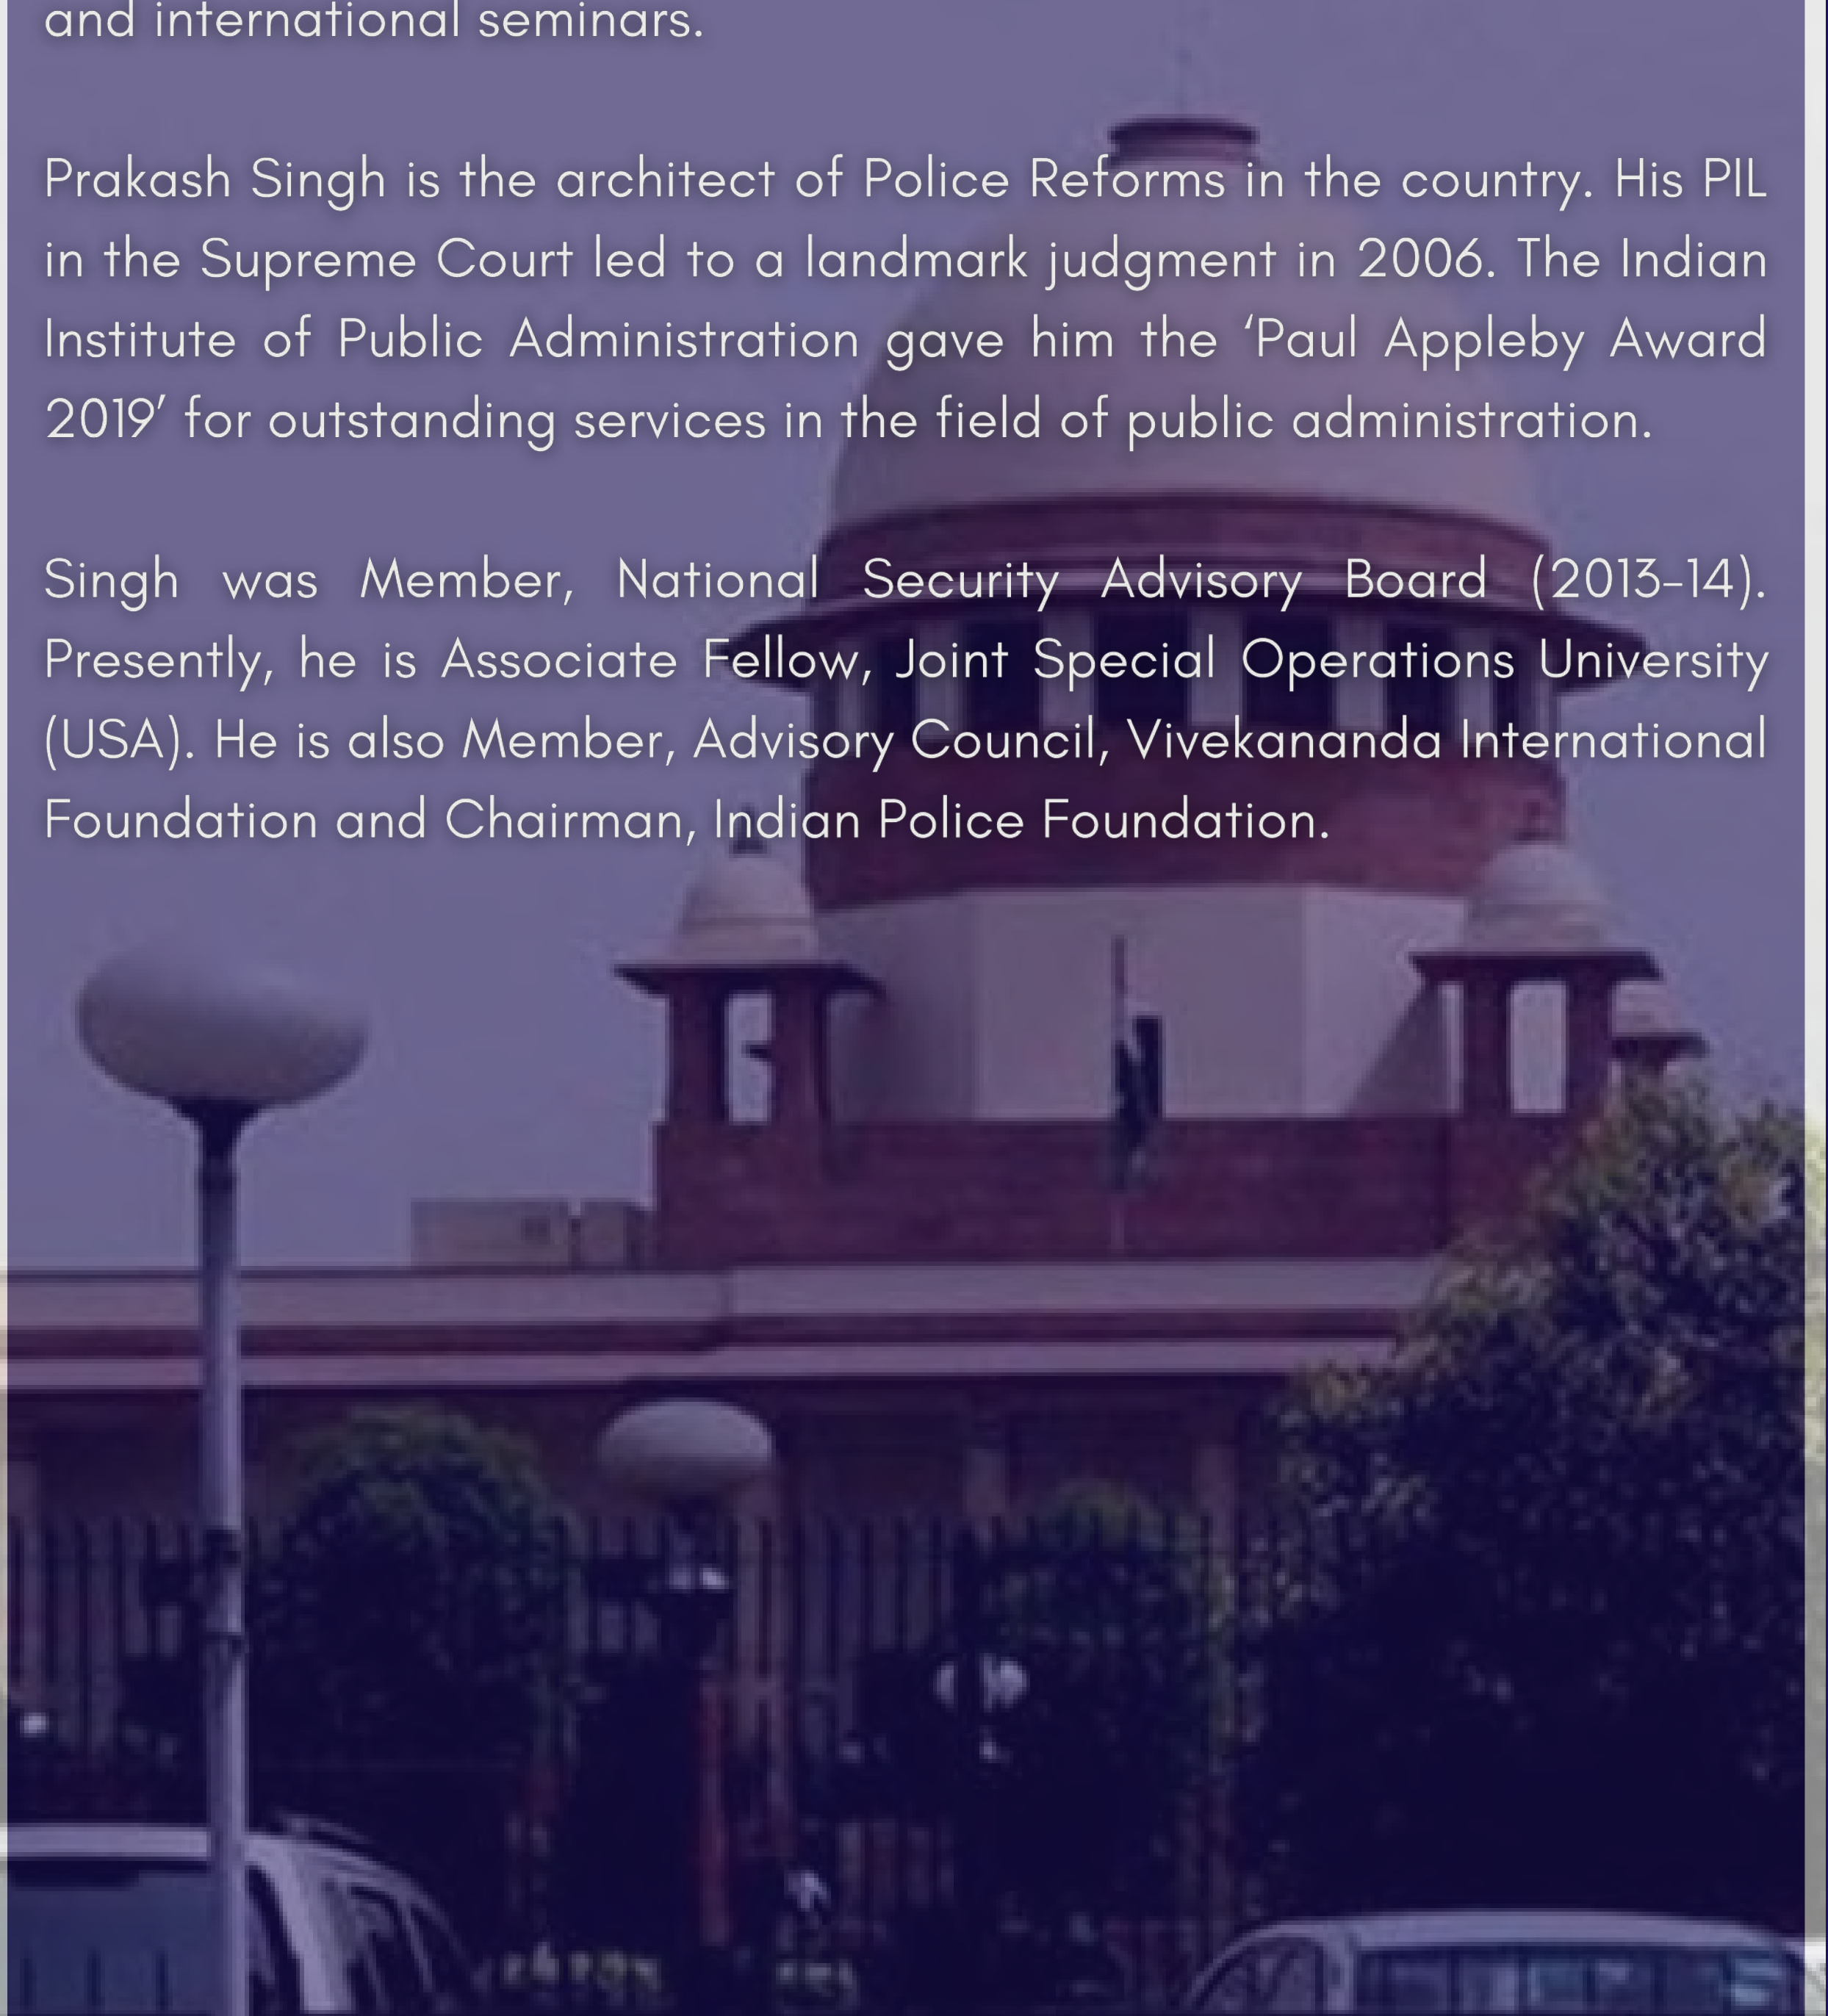 and international seminars.
Prakash Singh is the architect of Police Reforms in the country. His PIL
in the Supreme Court led to a landmark judgment in 2006. The Indian
Institute of Public Administration gave him the ‘Paul Appleby Award
2019’ for outstanding services in the field of public administration.
Singh was Member, National Security Advisory Board (2013-14).
Presently, he is Associate Fellow, Joint Special Operations University
(USA). He is also Member, Advisory Council, Vivekananda International
Foundation and Chairman, Indian Police Foundation.